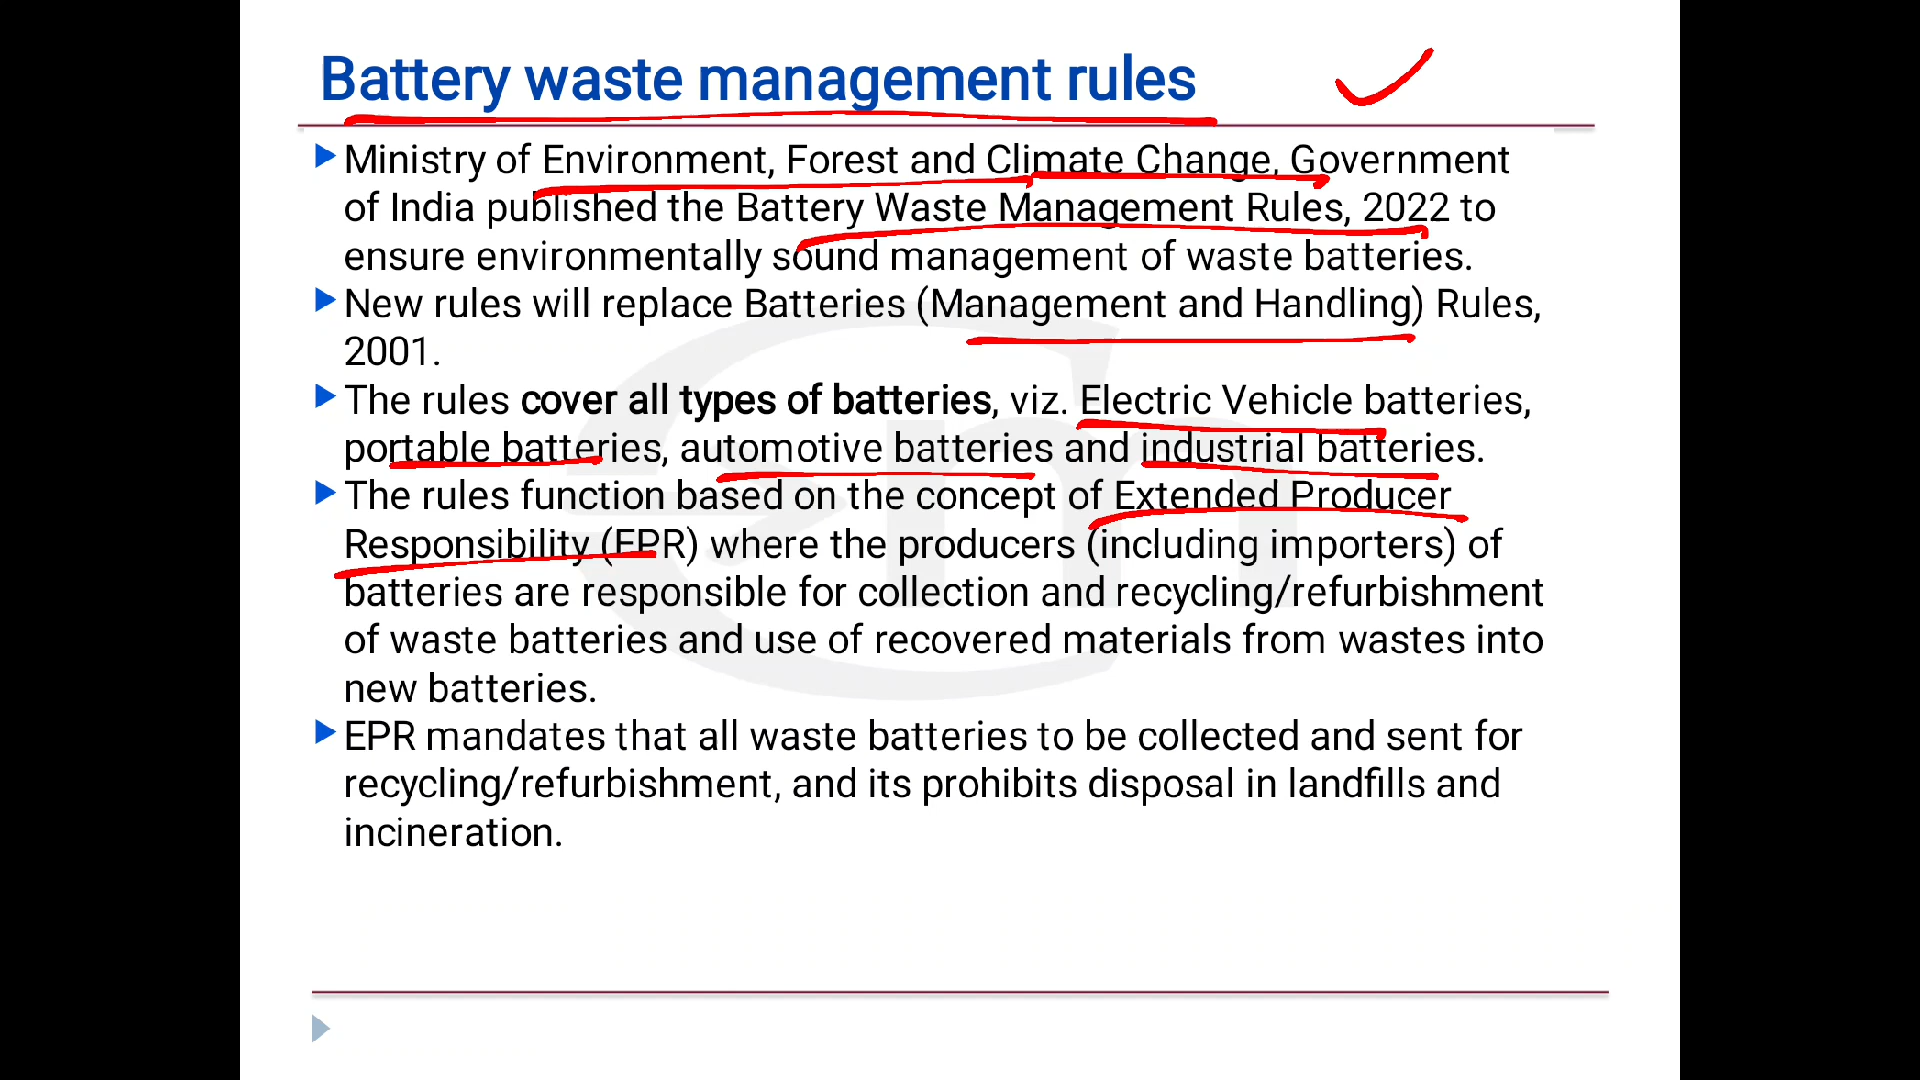 Battery waste management rules
Ministry of Environment, Forest and Climate Change, Government
of India published the Battery Waste Management Rules, 2022 to
ensure environmentally sound management of waste batteries.
New rules will replace Batteries (Management and Handling) Rules,
2001.
The rules cover all types of batteries, viz. Electric Vehicle batteries,
portable batteries, automotive batteries and industrial batteries.
The rules function based on the concept of Extended Producer
Responsibility (EPR) where the producers (including importers) of
batteries are responsible for collection and recycling/refurbishment
of waste batteries and use of recovered materials from wastes into
new batteries.
EPR mandates that all waste batteries to be collected and sent for
recycling/refurbishment, and its prohibits disposal in landfills and
incineration.